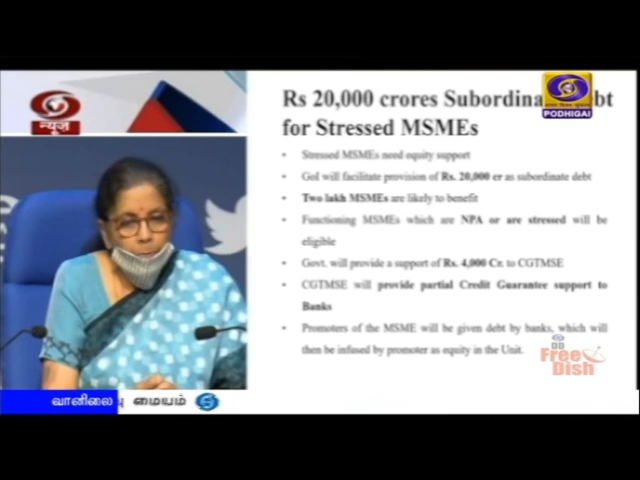 न्यूज़
PODHIGAI
Rs 20,000 crores Subordina bt
for Stressed MSMEs
• Stressed MSMEs need equity support
• GoI will facilitate provision of Rs. 20,000 cr as subordinate debt
• Two lakh MSMEs are likely to benefit
• Functioning MSMEs which are NPA or are stressed will be
eligible
• Govt. will provide a support of Rs. 4,000 Cr. to CGTMSE
• CGTMSE will provide partial Credit Guarantee support to
Banks
• Promoters of the MSME will be given debt by banks, which will
then be infused by promoter as equity in the Unit.
DD
Free
Dish
வானிலை பு மையம்